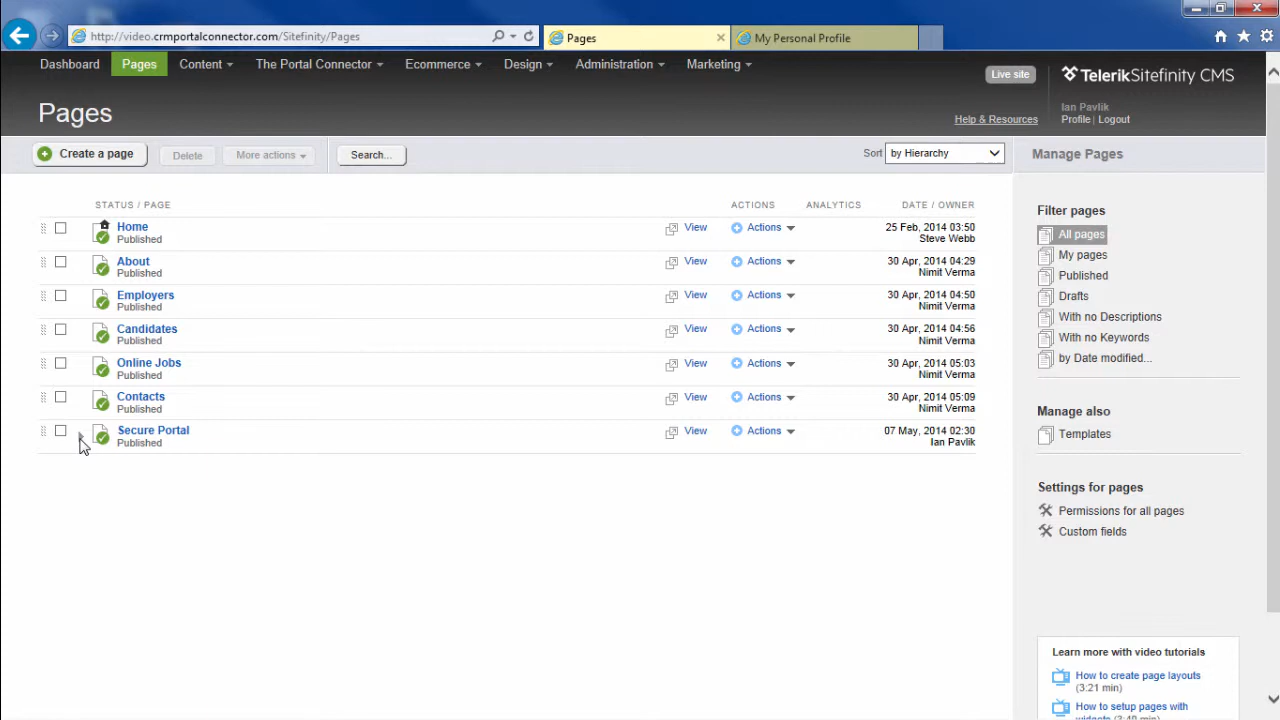 http://video.crmportalconnector.com/Sitefinity/Pages
Pages
My Personal Profile
Dashboard
Pages
Content
The Portal Connector
Ecommerce
Design
Administration
Marketing
Live site
Telerik Sitefinity CMS
Pages
Ian Pavlik
Help & Resources
Profile | Logout
Create a page
Delete
More actions
Search...
Sort
by Hierarchy
Manage Pages
STATUS / PAGE
ACTIONS
ANALYTICS
DATE / OWNER
Home
Published
View
Actions
25 Feb, 2014 03:50
Steve Webb
About
Published
View
Actions
30 Apr, 2014 04:29
Nimit Verma
Employers
Published
View
Actions
30 Apr, 2014 04:50
Nimit Verma
Candidates
Published
View
Actions
30 Apr, 2014 04:56
Nimit Verma
Online Jobs
Published
View
Actions
30 Apr, 2014 05:03
Nimit Verma
Contacts
Published
View
Actions
30 Apr, 2014 05:09
Nimit Verma
Secure Portal
Published
View
Actions
07 May, 2014 02:30
Ian Pavlik
Filter pages
All pages
My pages
Published
Drafts
With no Descriptions
With no Keywords
by Date modified...
Manage also
Templates
Settings for pages
Permissions for all pages
Custom fields
Learn more with video tutorials
How to create page layouts
(3:21 min)
How to setup pages with
widgets (3:40 min)